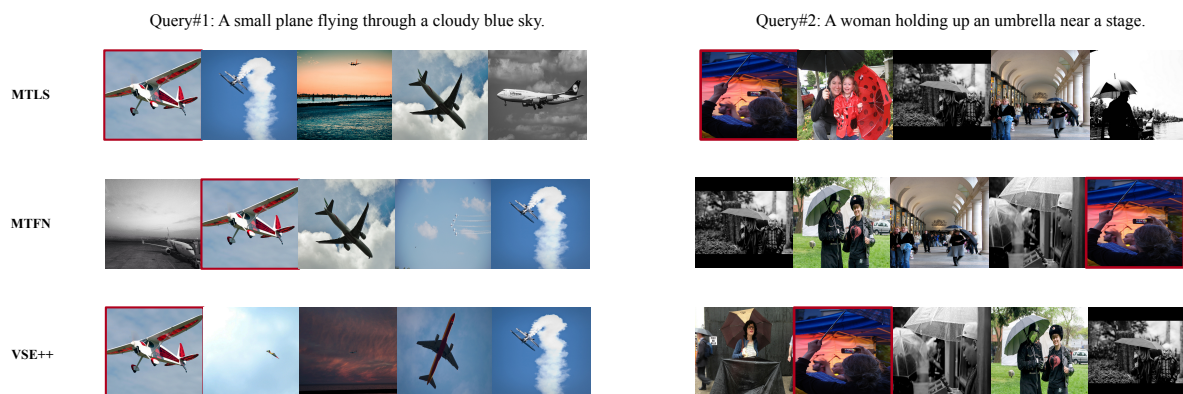 Query#1: A small plane flying through a cloudy blue sky.
Query#2: A woman holding up an umbrella near a stage.
MTLS
MTFN
VSE++